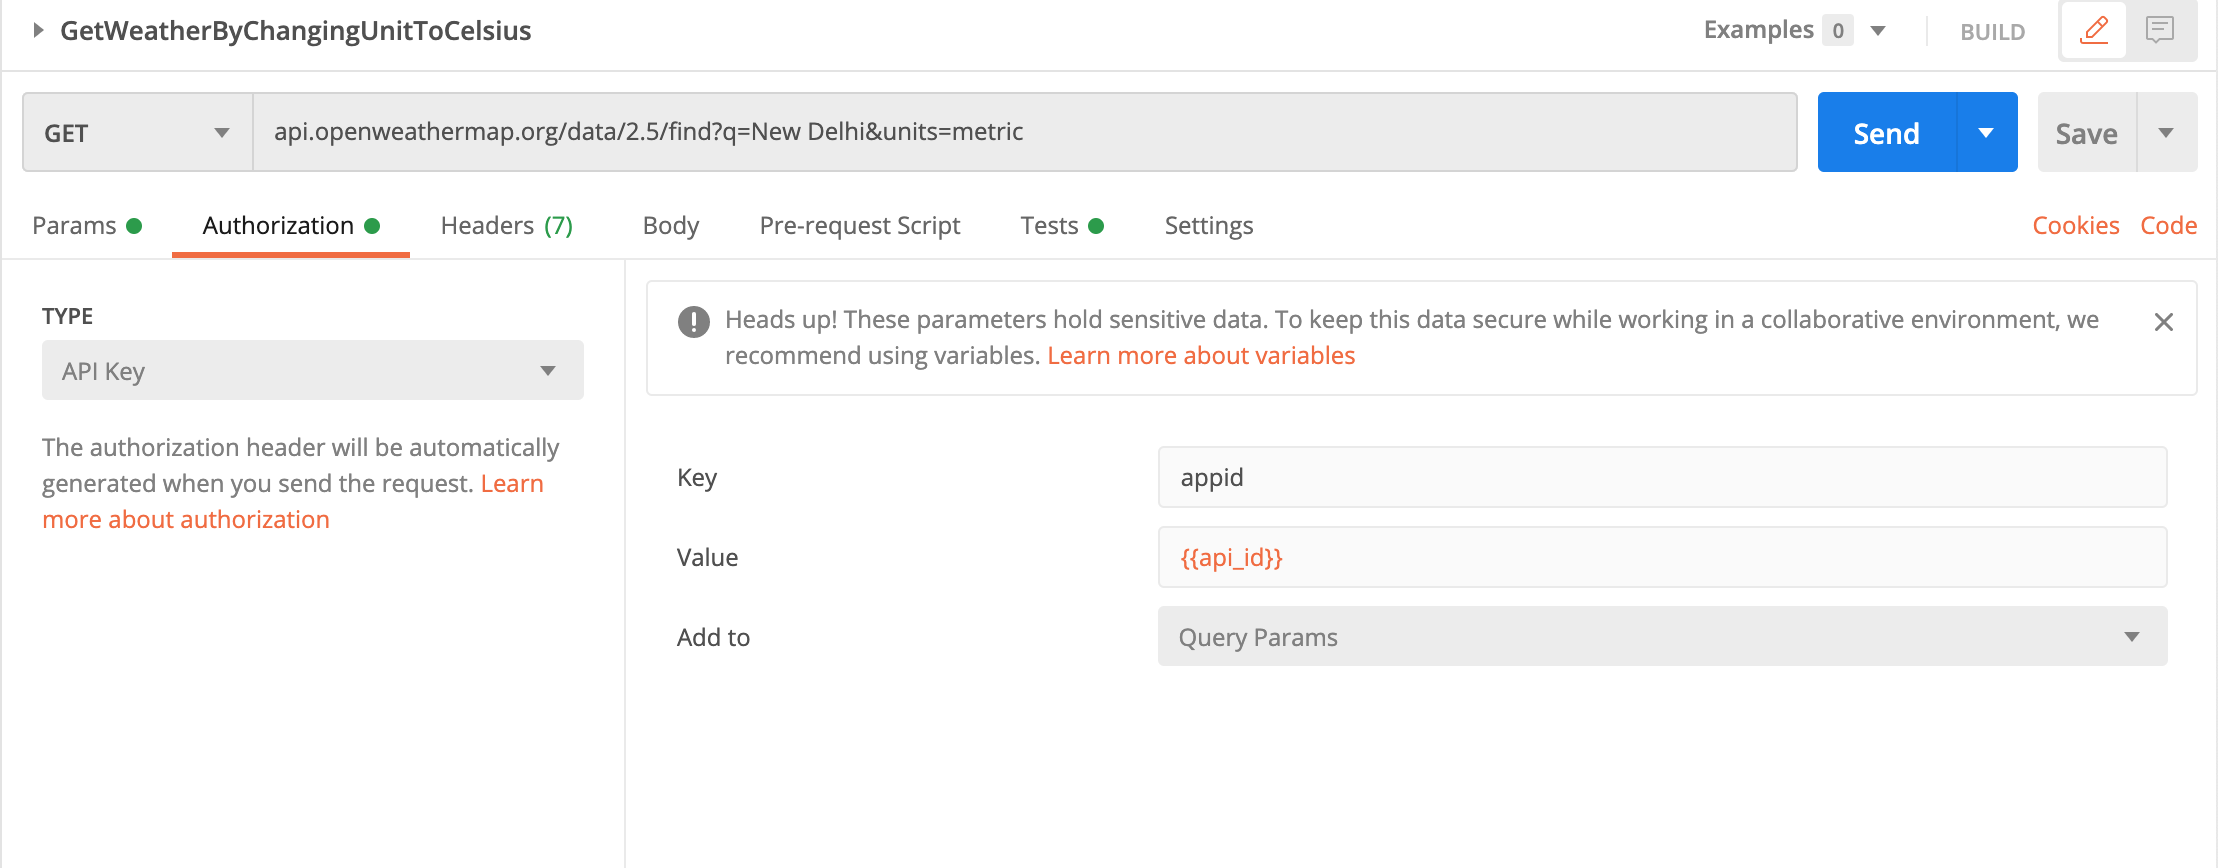 GetWeatherByChangingUnitToCelsius
Examples 0
BUILD
GET
api.openweathermap.org/data/2.5/find?q=New Delhi&units=metric
Send
Save
Params
Authorization
Headers (7)
Body
Pre-request Script
Tests
Settings
Cookies
Code
TYPE
API Key
The authorization header will be automatically
generated when you send the request. Learn
more about authorization
Heads up! These parameters hold sensitive data. To keep this data secure while working in a collaborative environment, we
recommend using variables. Learn more about variables
Key
appid
Value
{{api_id}}
Add to
Query Params